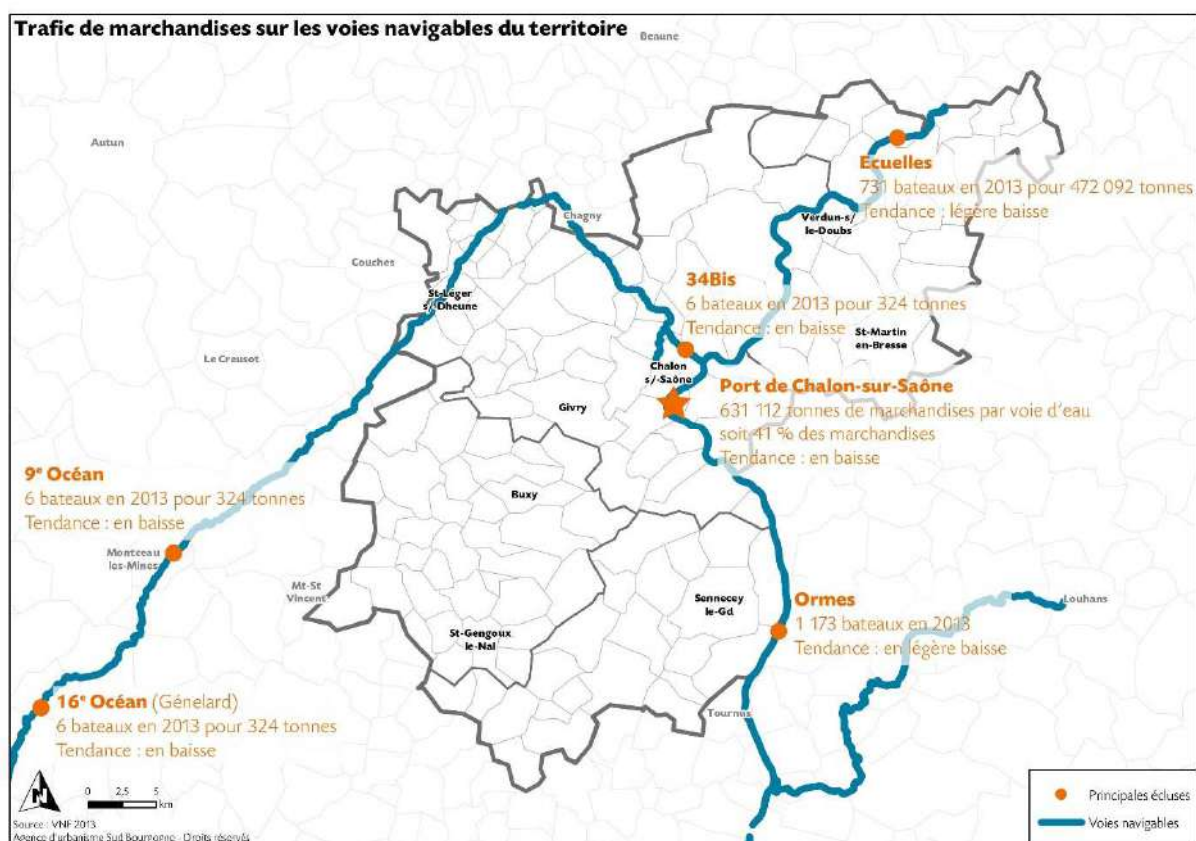 Trafic de marchandises sur les voies navigables du territoire
Beaune
Autun
Ecuelles
731 bateaux en 2013 pour 472 092 tonnes
Tendance : légère baisse
Verdun-s/
le-Doubs
Chagny
Couches
St-Léger
s/-Dheune
34Bis
6 bateaux en 2013 pour 324 tonnes
Tendance : en baisse
St-Martin
en-Bresse
Le Creusot
Chalon
s/-Saône
Port de Chalon-sur-Saône
631 112 tonnes de marchandises par voie d'eau
soit 41 % des marchandises
Tendance : en baisse
Givry
9e Océan
6 bateaux en 2013 pour 324 tonnes
Tendance : en baisse
Buxy
Montceau
les-Mines
Mt-St
Vincent
Sennecey
le-Gd
Ormes
1 173 bateaux en 2013
Tendance : en légère baisse
Louhans
St-Gengoux
le-Nal
16e Océan (Génelard)
6 bateaux en 2013 pour 324 tonnes
Tendance : en baisse
Tournus
N
0 2,5 5
km
Source : VNF 2013
Agence d'urbanisme Sud Bourgogne - Droits réservés
Principales écluses
Voies navigables